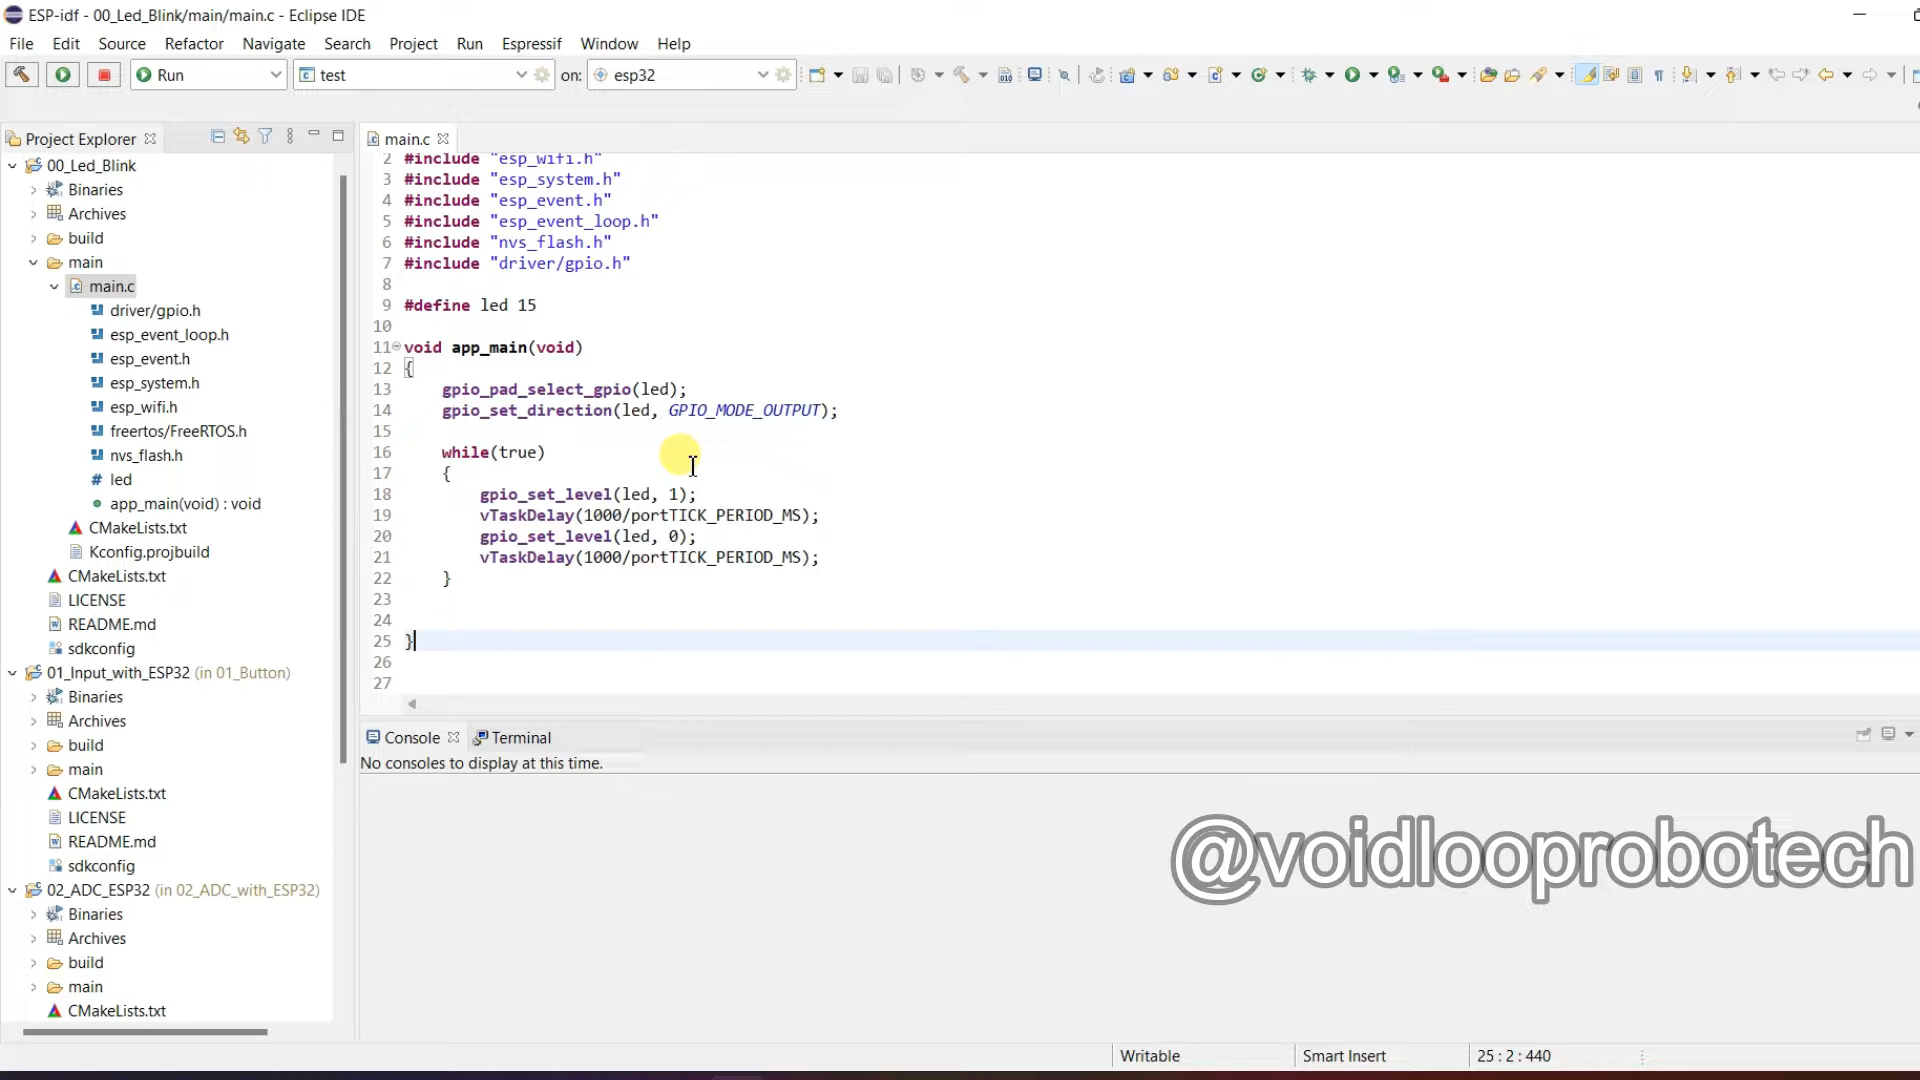 ESP-idf - 00_Led_Blink/main/main.c - Eclipse IDE
File Edit Source Refactor Navigate Search Project Run Espressif Window Help
Run test on: esp32
Project Explorer
00_Led_Blink
Binaries
Archives
build
main
main.c
driver/gpio.h
esp_event_loop.h
esp_event.h
esp_system.h
esp_wifi.h
freertos/FreeRTOS.h
nvs_flash.h
# led
app_main(void) : void
CMakeLists.txt
Kconfig.projbuild
CMakeLists.txt
LICENSE
README.md
sdkconfig
01_Input_with_ESP32 (in 01_Button)
Binaries
Archives
build
main
CMakeLists.txt
LICENSE
README.md
sdkconfig
02_ADC_ESP32 (in 02_ADC_with_ESP32)
Binaries
Archives
build
main
CMakeLists.txt
main.c
2 #include "esp_wifi.h"
3 #include "esp_system.h"
4 #include "esp_event.h"
5 #include "esp_event_loop.h"
6 #include "nvs_flash.h"
7 #include "driver/gpio.h"
8
9 #define led 15
10
11 void app_main(void)
12 {
13 gpio_pad_select_gpio(led);
14 gpio_set_direction(led, GPIO_MODE_OUTPUT);
15
16 while(true)
17 {
18 gpio_set_level(led, 1);
19 vTaskDelay(1000/portTICK_PERIOD_MS);
20 gpio_set_level(led, 0);
21 vTaskDelay(1000/portTICK_PERIOD_MS);
22 }
23
24
25 }
26
27
Console Terminal
No consoles to display at this time.
@voidlooprobotech
Writable Smart Insert 25 : 2 : 440